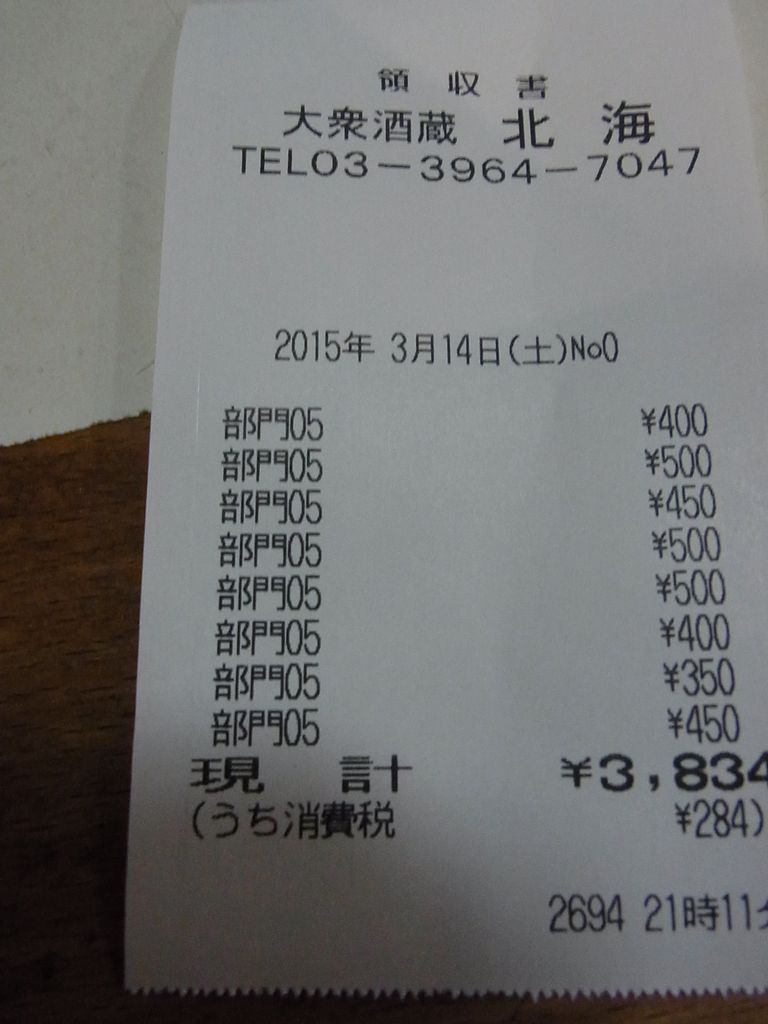 領収書
大衆酒蔵 北海
TEL03-3964-7047
2015年 3月14日(土)No0
部門05 ¥400
部門05 ¥500
部門05 ¥450
部門05 ¥500
部門05 ¥500
部門05 ¥400
部門05 ¥350
部門05 ¥450
現計 ¥3,834
(うち消費税 ¥284)
2694 21時11分